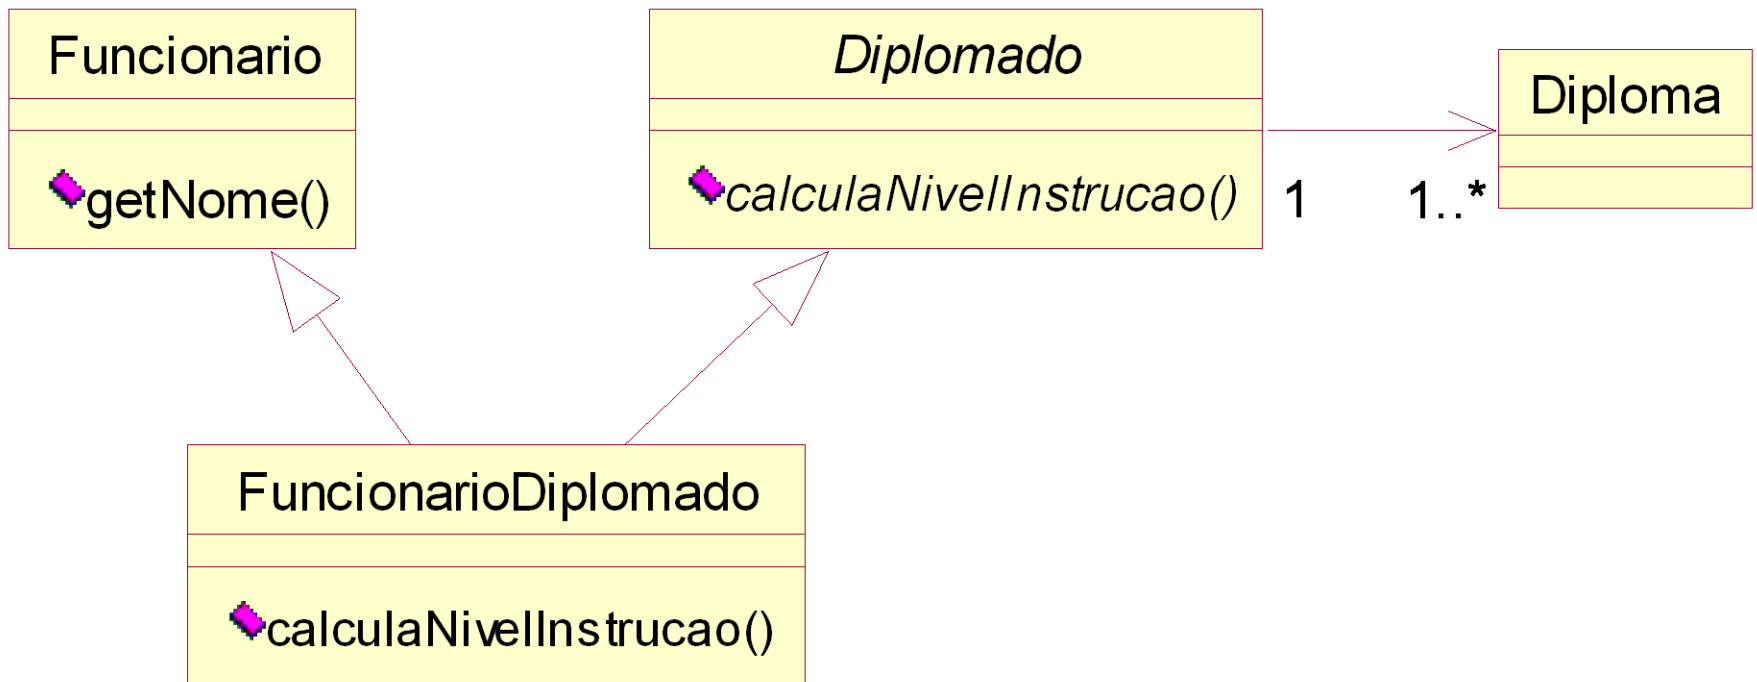 Funcionario
getNome()
Diplomado
calculaNivelInstrucao()
1 1..*
Diploma
FuncionarioDiplomado
calculaNivelInstrucao()